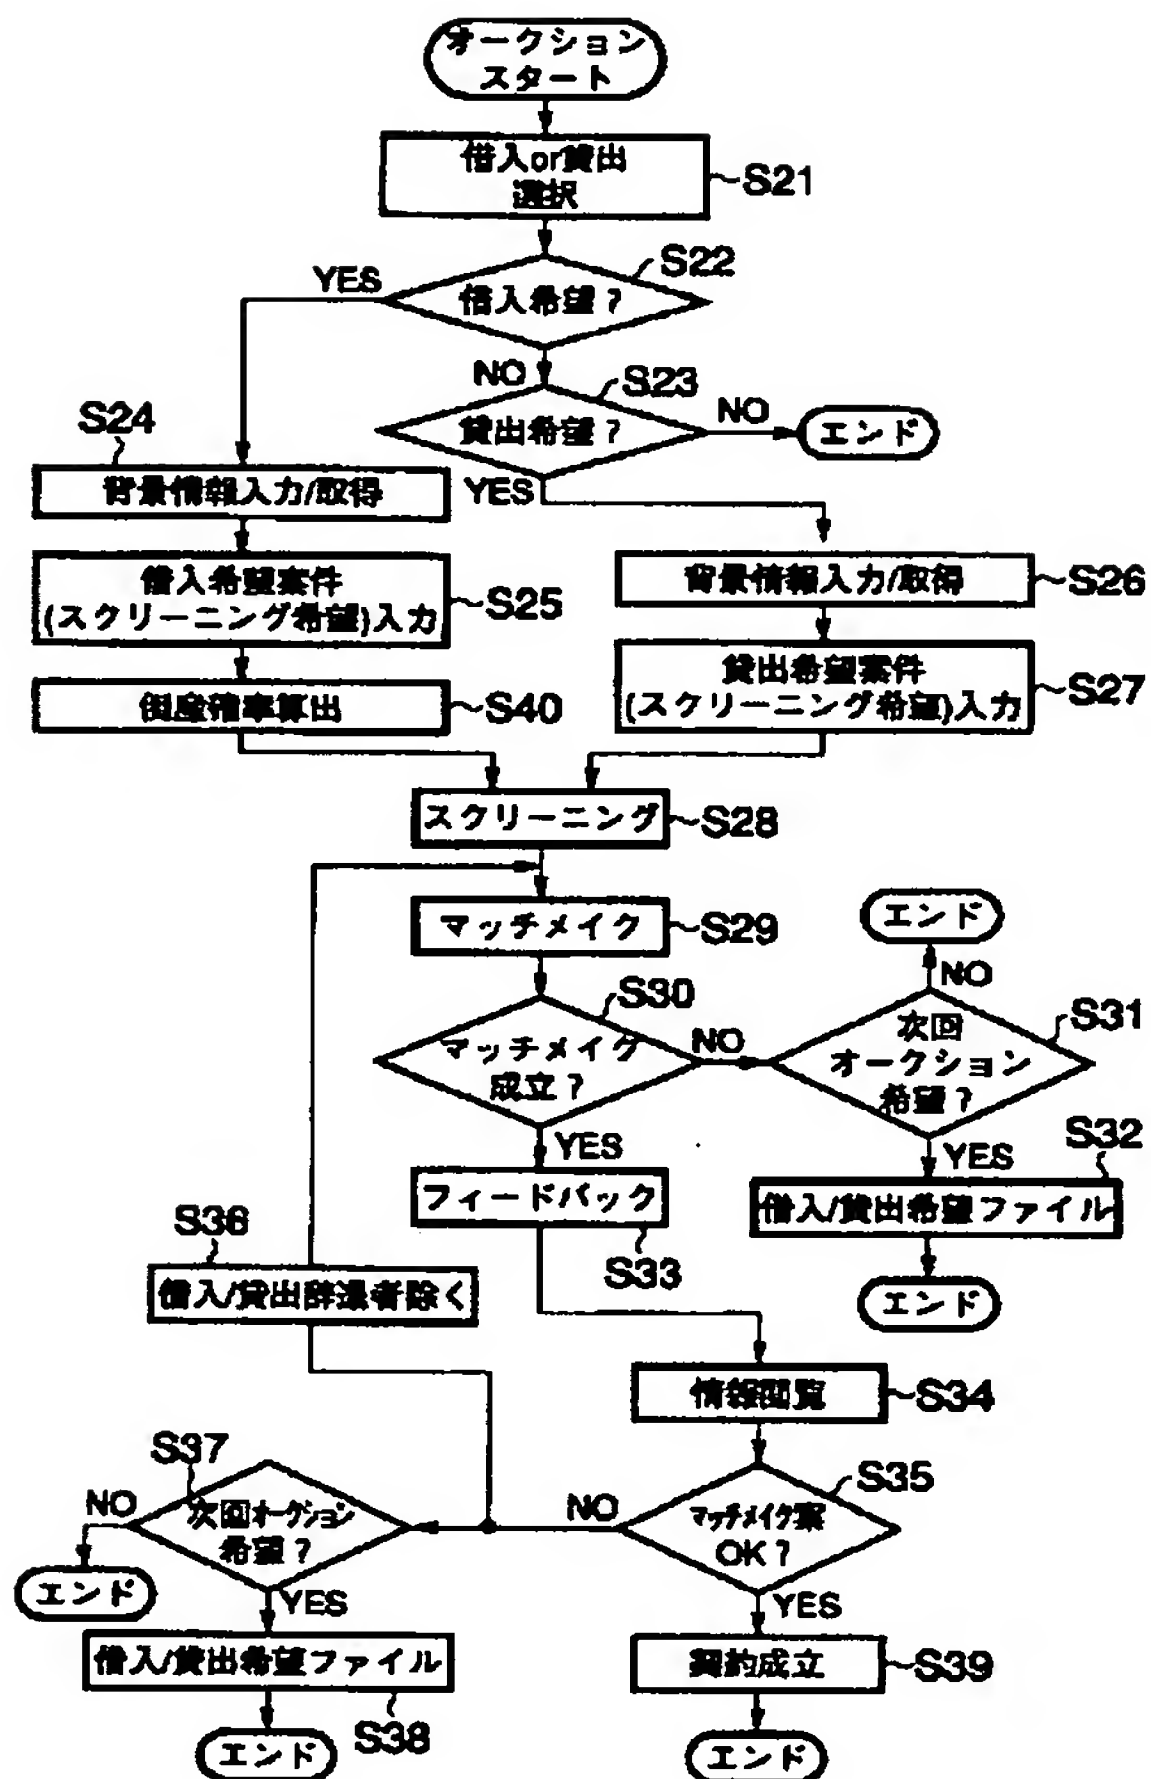 オークション
スタート
借入or貸出
選択
S21
S22
YES
借入希望?
NO
S23
貸出希望?
NO
エンド
YES
S24
背景情報入力/取得
借入希望案件
(スクリーニング希望)入力
S25
倒産確率算出
S40
背景情報入力/取得
S26
貸出希望案件
(スクリーニング希望)入力
S27
スクリーニング
S28
マッチメイク
S29
S30
マッチメイク
成立?
NO
エンド
NO
S31
次回
オークション
希望?
YES
S32
借入/貸出希望ファイル
エンド
YES
フィードバック
S33
S36
借入/貸出辞退者除く
情報閲覧
S34
S35
マッチメイク案
OK?
NO
S37
次回オークション
希望?
NO
エンド
YES
借入/貸出希望ファイル
S38
エンド
YES
契約成立
S39
エンド